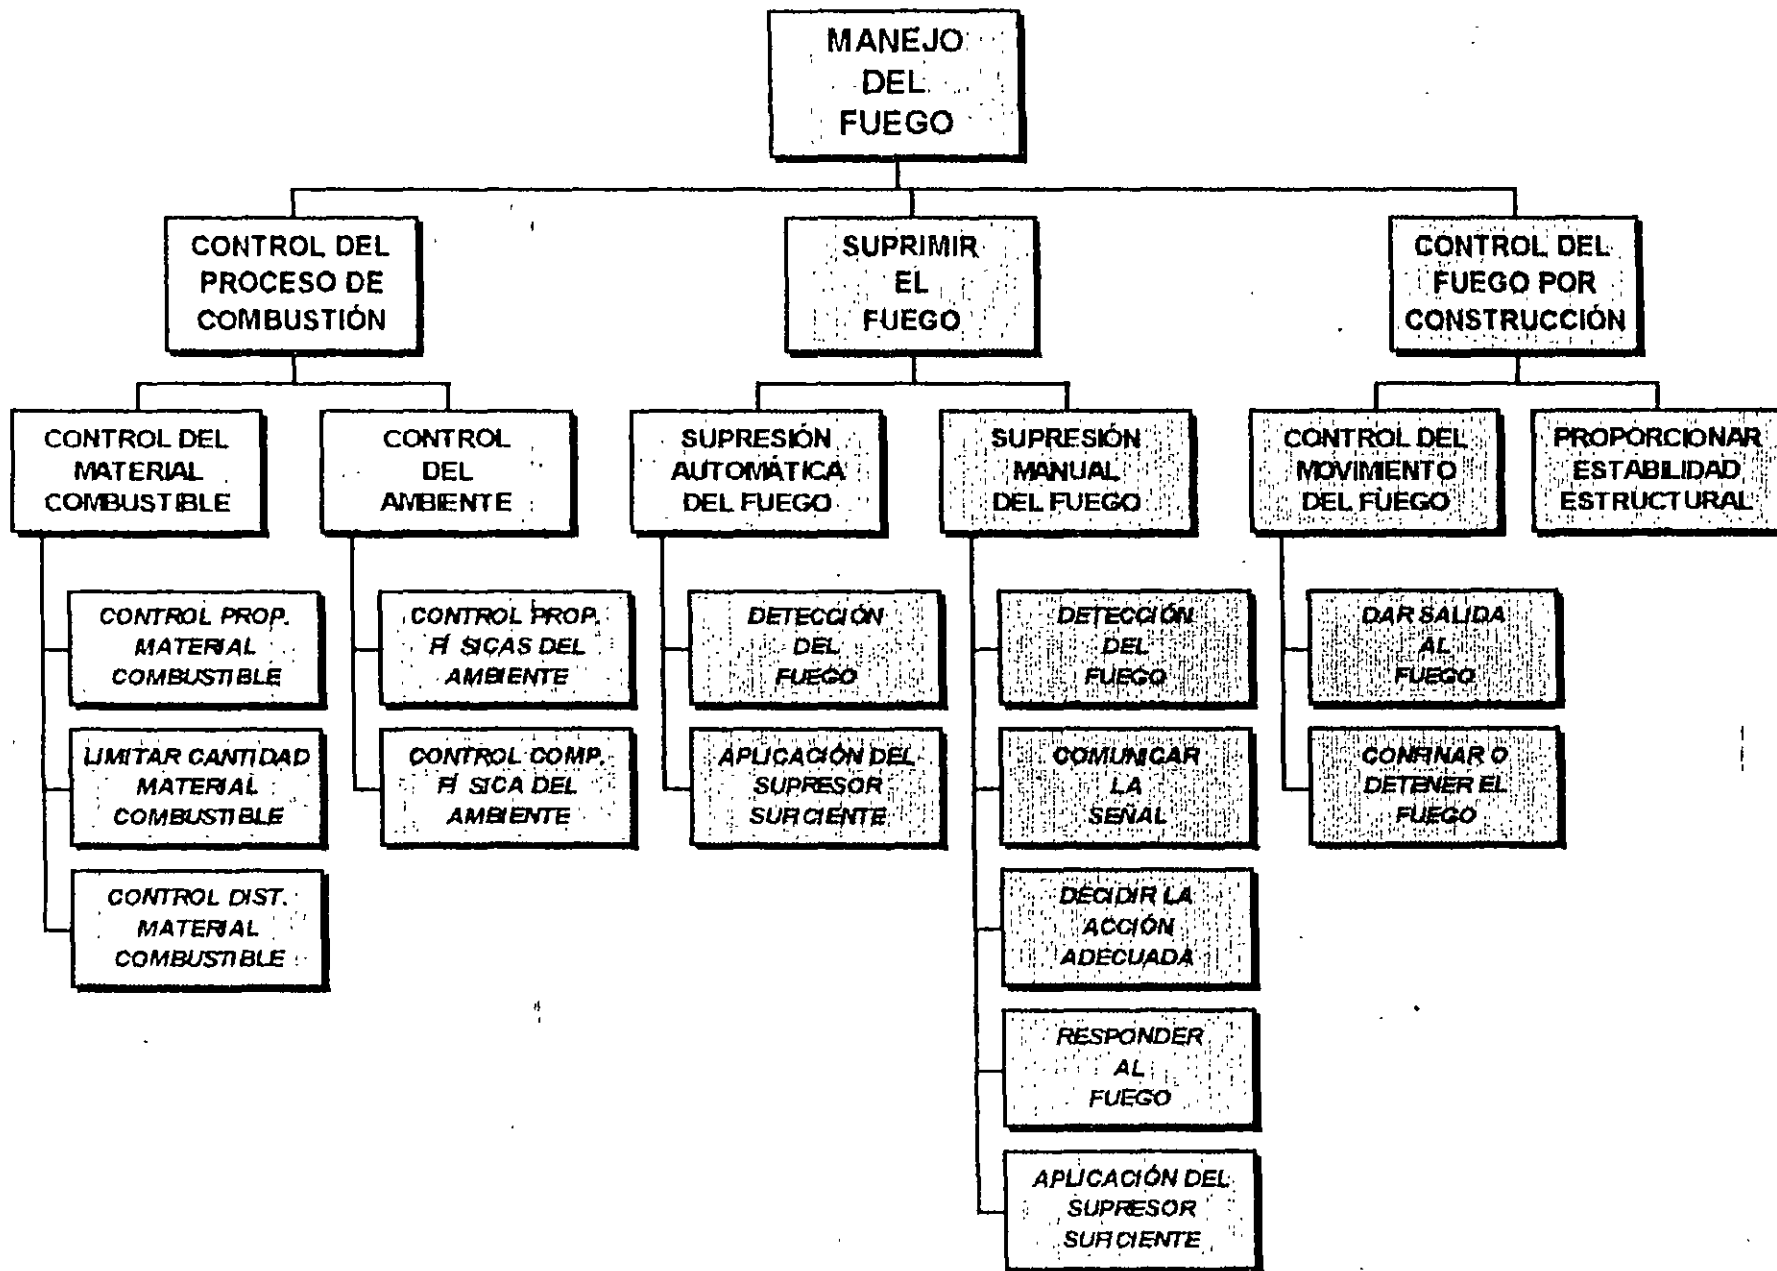 MANEJO
DEL
FUEGO
CONTROL DEL
PROCESO DE
COMBUSTIÓN
SUPRIMIR
EL
FUEGO
CONTROL DEL
FUEGO POR
CONSTRUCCIÓN
CONTROL DEL
MATERIAL
COMBUSTIBLE
CONTROL
DEL
AMBIENTE
SUPRESIÓN
AUTOMÁTICA
DEL FUEGO
SUPRESIÓN
MANUAL
DEL FUEGO
CONTROL DEL
MOVIMIENTO
DEL FUEGO
PROPORCIONAR
ESTABILIDAD
ESTRUCTURAL
CONTROL PROP.
MATERIAL
COMBUSTIBLE
LIMITAR CANTIDAD
MATERIAL
COMBUSTIBLE
CONTROL DIST.
MATERIAL
COMBUSTIBLE
CONTROL PROP.
FÍSICAS DEL
AMBIENTE
CONTROL COMP.
FÍSICA DEL
AMBIENTE
DETECCIÓN
DEL
FUEGO
APLICACIÓN DEL
SUPRESOR
SUFICIENTE
DETECCIÓN
DEL
FUEGO
COMUNICAR
LA
SEÑAL
DECIDIR LA
ACCIÓN
ADECUADA
RESPONDER
AL
FUEGO
APLICACIÓN DEL
SUPRESOR
SUFICIENTE
DAR SALIDA
AL
FUEGO
CONFINAR O
DETENER EL
FUEGO